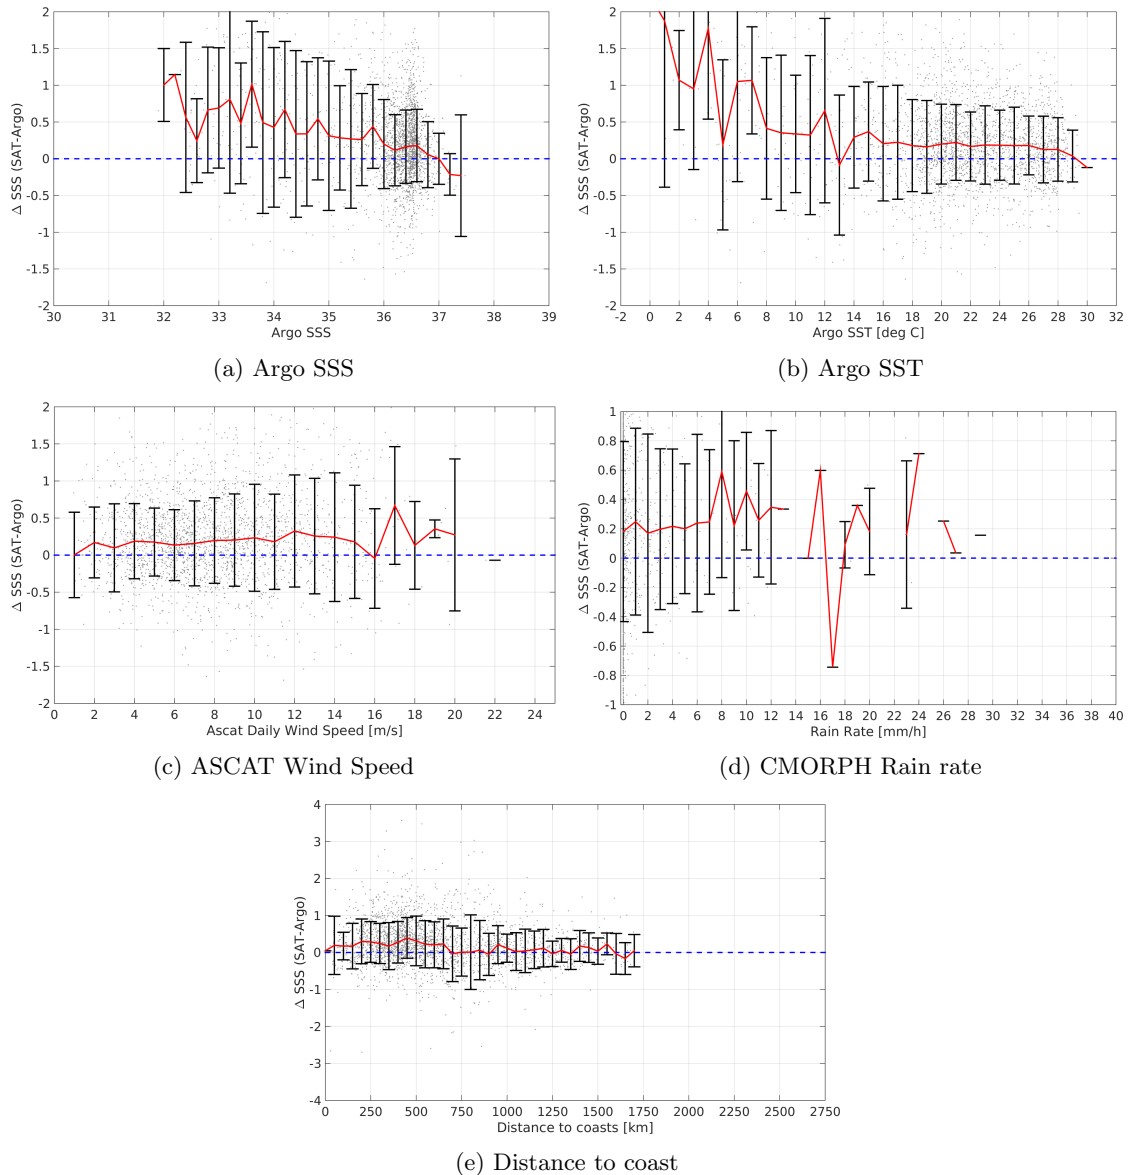 2
1.5
1
0.5
0
-0.5
-1
-1.5
-2
Δ SSS (SAT-Argo)
30 31 32 33 34 35 36 37 38 39
Argo SSS
(a) Argo SSS
2
1.5
1
0.5
0
-0.5
-1
-1.5
-2
Δ SSS (SAT-Argo)
-2 0 2 4 6 8 10 12 14 16 18 20 22 24 26 28 30 32
Argo SST [deg C]
(b) Argo SST
2
1.5
1
0.5
0
-0.5
-1
-1.5
-2
Δ SSS (SAT-Argo)
0 2 4 6 8 10 12 14 16 18 20 22 24
Ascat Daily Wind Speed [m/s]
(c) ASCAT Wind Speed
1
0.8
0.6
0.4
0.2
0
-0.2
-0.4
-0.6
-0.8
-1
Δ SSS (SAT-Argo)
0 2 4 6 8 10 12 14 16 18 20 22 24 26 28 30 32 34 36 38 40
Rain Rate [mm/h]
(d) CMORPH Rain rate
4
3
2
1
0
-1
-2
-3
-4
Δ SSS (SAT-Argo)
0 250 500 750 1000 1250 1500 1750 2000 2250 2500 2750
Distance to coasts [km]
(e) Distance to coast